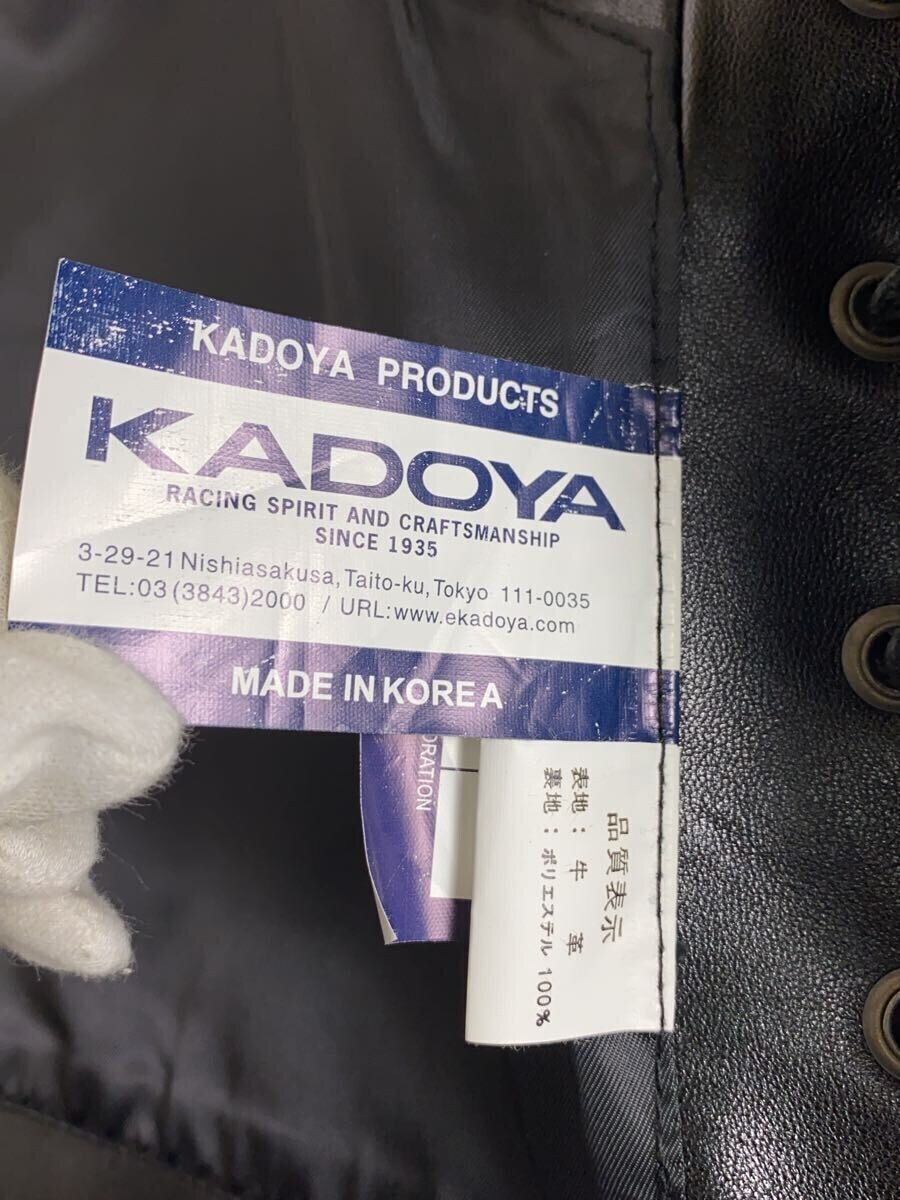 KADOYA PRODUCTS
KADOYA
RACING SPIRIT AND CRAFTSMANSHIP
SINCE 1935
3-29-21 Nishiasakusa, Taito-ku, Tokyo 111-0035
TEL:03 (3843)2000 / URL:www.ekadoya.com
MADE IN KOREA
品質表示
表地: 牛 革
裏地: ポリエステル 100%